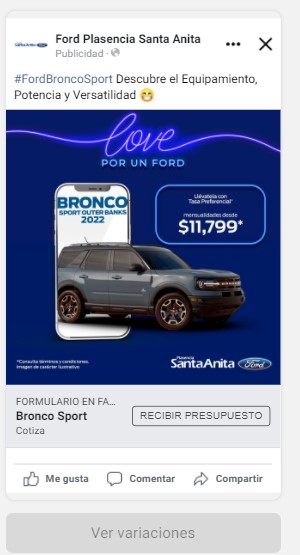 Ford Plasencia Santa Anita
Publicidad ·
#FordBroncoSport Descubre el Equipamiento,
Potencia y Versatilidad 😁
love
POR UN FORD
BRONCO
SPORT OUTER BANKS
2022
Llévatela con
Tasa Preferencial*
mensualidades desde
$11,799*
*Consulta términos y condiciones.
Imagen de carácter ilustrativo.
Plasencia
Santa Anita
Ford
FORMULARIO EN FA...
Bronco Sport
Cotiza
RECIBIR PRESUPUESTO
Me gusta
Comentar
Compartir
Ver variaciones